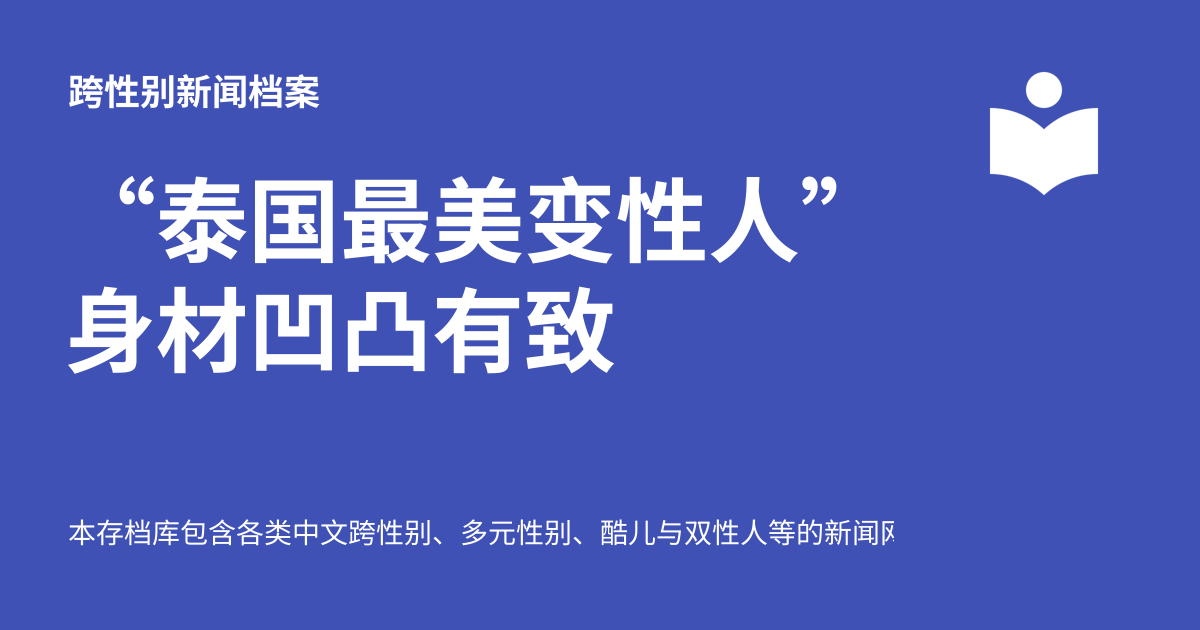 跨性别新闻档案
“泰国最美变性人”
身材凹凸有致
本存档库包含各类中文跨性别、多元性别、酷儿与双性人等的新闻